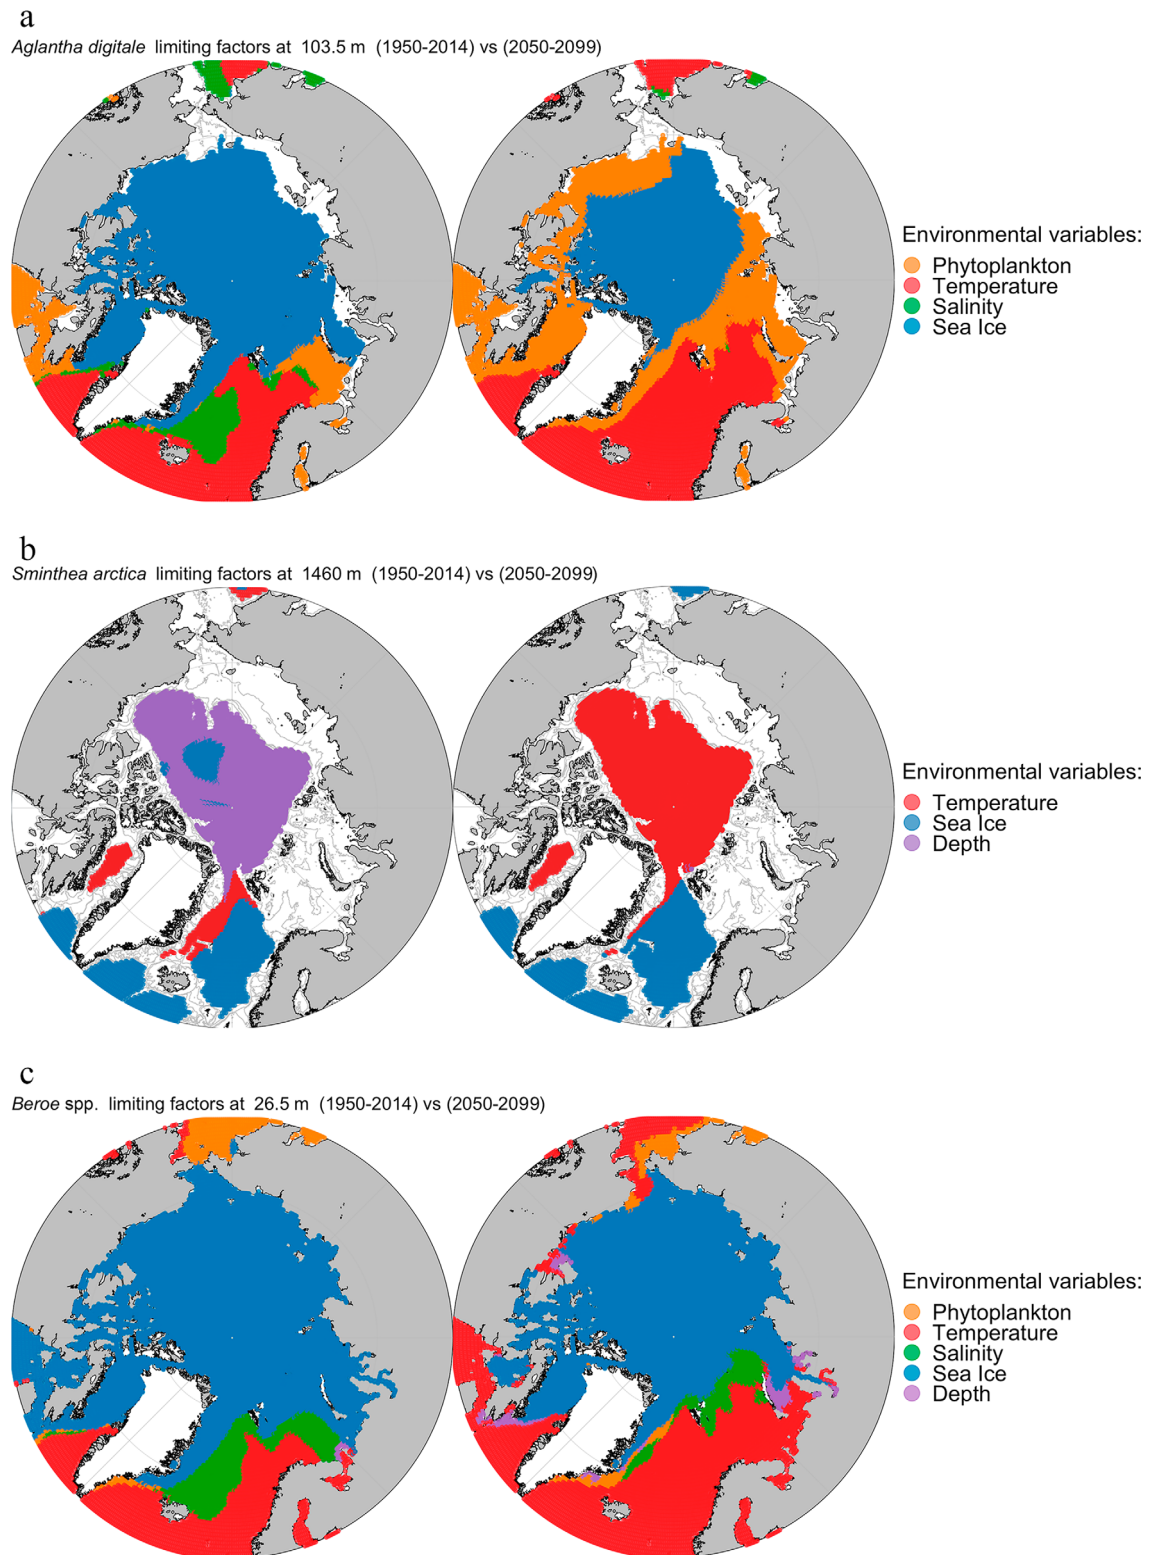 a
Aglantha digitale limiting factors at 103.5 m (1950-2014) vs (2050-2099)
Environmental variables:
Phytoplankton
Temperature
Salinity
Sea Ice
b
Sminthea arctica limiting factors at 1460 m (1950-2014) vs (2050-2099)
Environmental variables:
Temperature
Sea Ice
Depth
c
Beroe spp. limiting factors at 26.5 m (1950-2014) vs (2050-2099)
Environmental variables:
Phytoplankton
Temperature
Salinity
Sea Ice
Depth